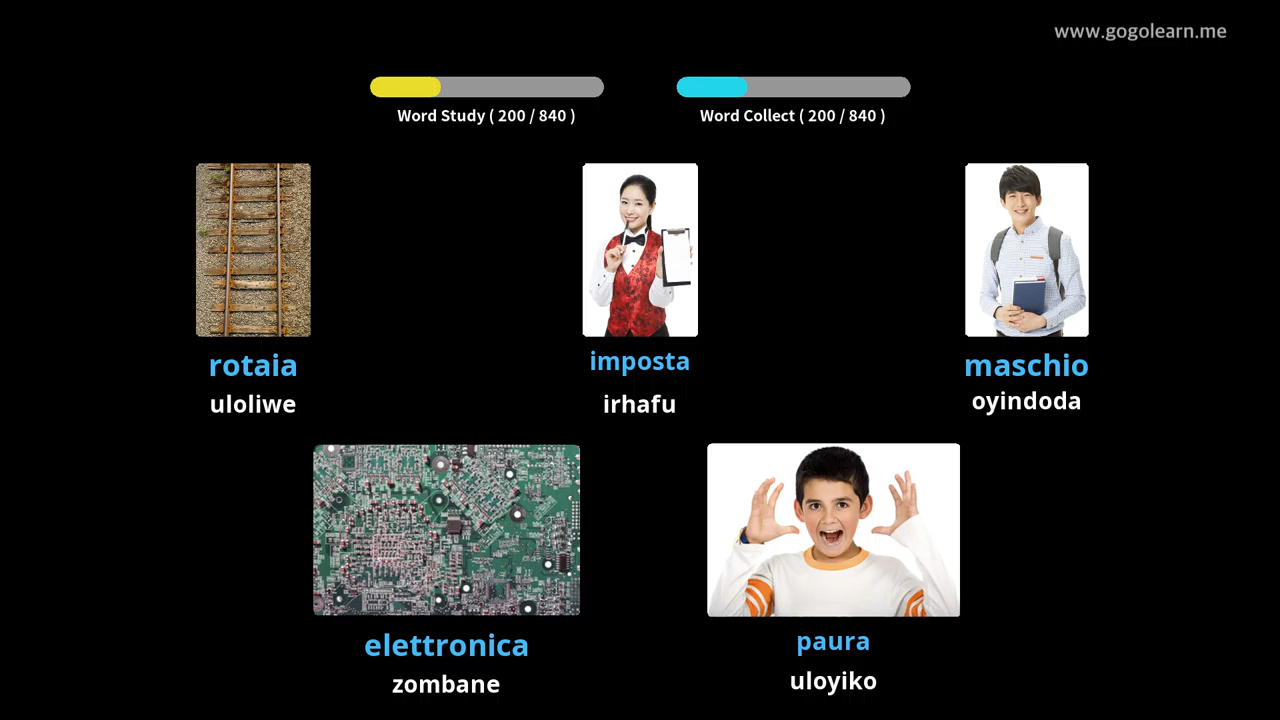 www.gogolearn.me
Word Study ( 200 / 840 )
Word Collect ( 200 / 840 )
rotaia
uloliwe
imposta
irhafu
maschio
oyindoda
elettronica
zombane
paura
uloyiko